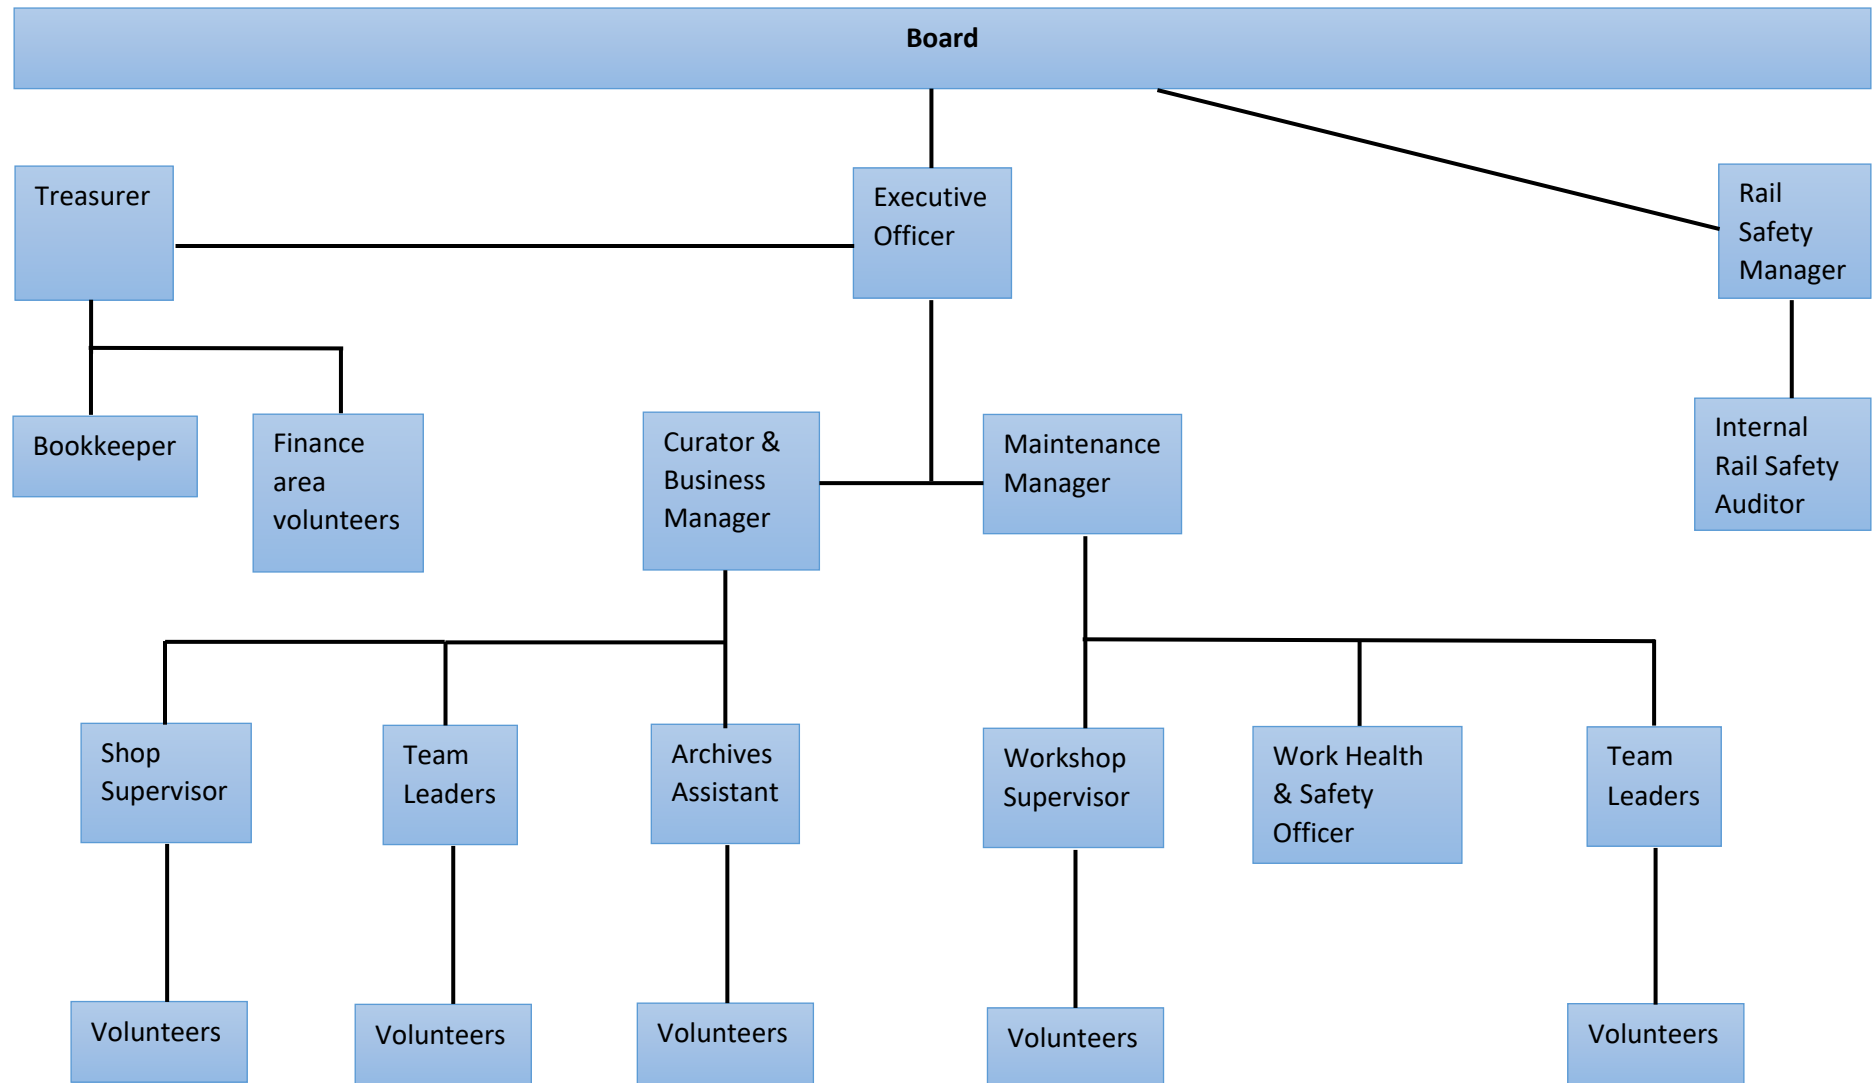 Board
Treasurer
Executive
Officer
Rail
Safety
Manager
Bookkeeper
Finance
area
volunteers
Curator &
Business
Manager
Maintenance
Manager
Internal
Rail Safety
Auditor
Shop
Supervisor
Team
Leaders
Archives
Assistant
Workshop
Supervisor
Work Health
& Safety
Officer
Team
Leaders
Volunteers
Volunteers
Volunteers
Volunteers
Volunteers